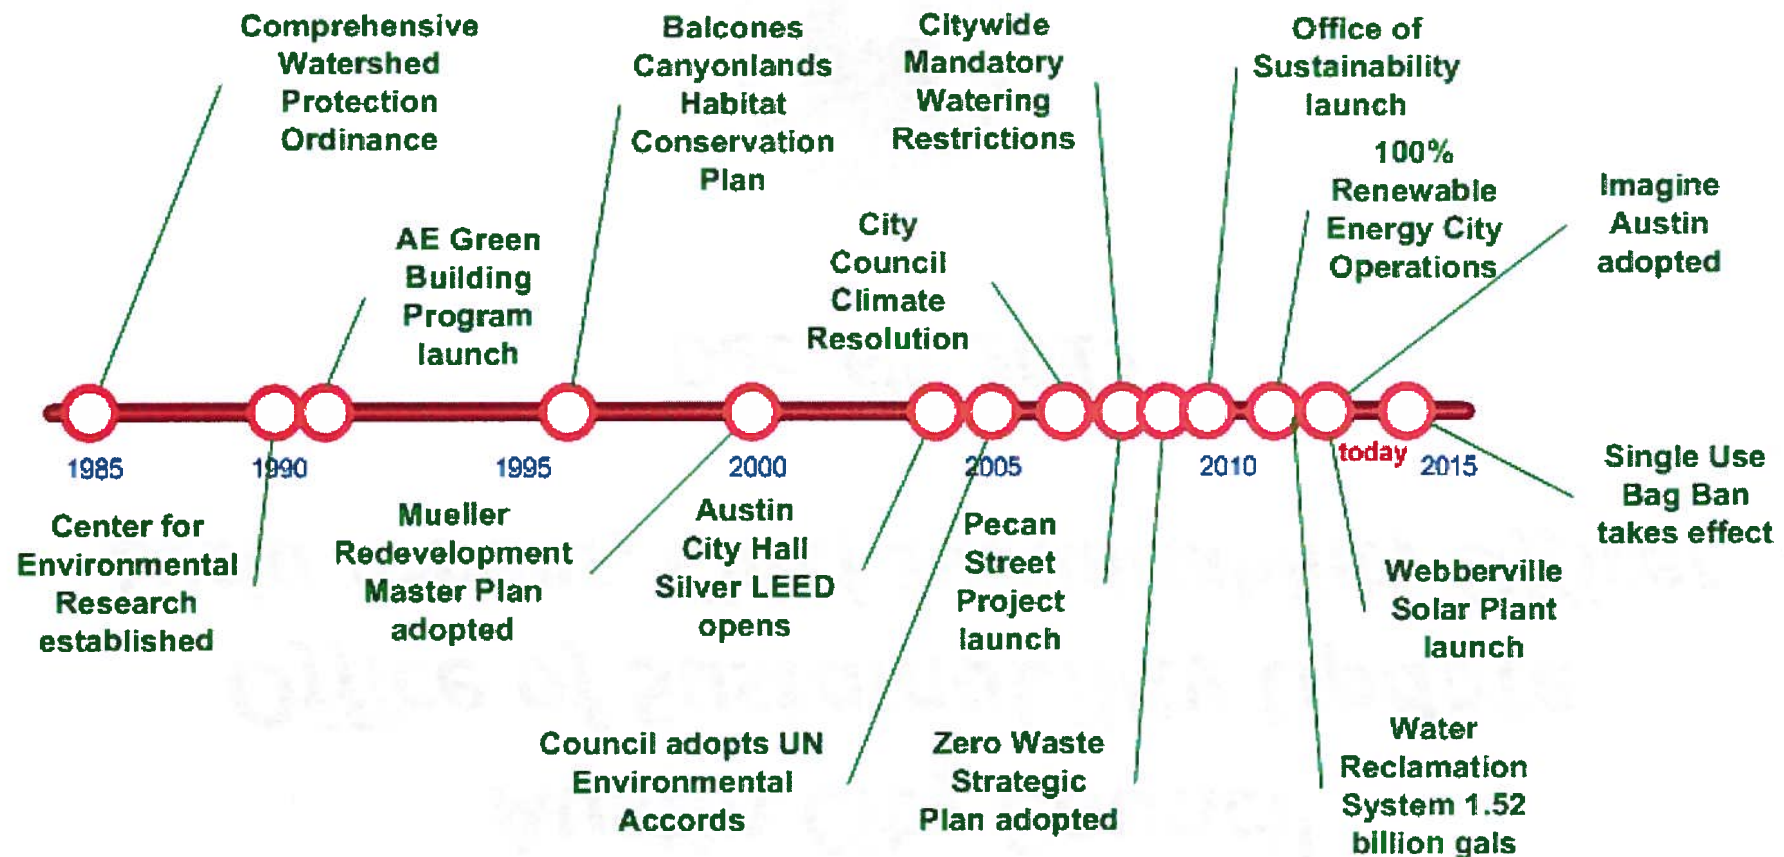 Comprehensive
Watershed
Protection
Ordinance
Balcones
Canyonlands
Habitat
Conservation
Plan
Citywide
Mandatory
Watering
Restrictions
Office of
Sustainability
launch
AE Green
Building
Program
launch
City
Council
Climate
Resolution
100%
Renewable
Energy City
Operations
Imagine
Austin
adopted
1985
1990
1995
2000
2005
2010
today
2015
Center for
Environmental
Research
established
Mueller
Redevelopment
Master Plan
adopted
Austin
City Hall
Silver LEED
opens
Pecan
Street
Project
launch
Webberville
Solar Plant
launch
Single Use
Bag Ban
takes effect
Council adopts UN
Environmental
Accords
Zero Waste
Strategic
Plan adopted
Water
Reclamation
System 1.52
billion gals